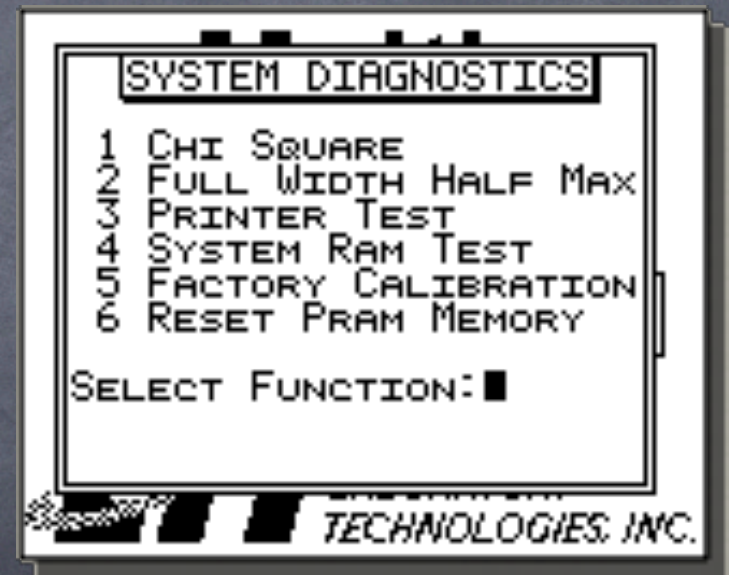 SYSTEM DIAGNOSTICS
1 CHI SQUARE
2 FULL WIDTH HALF MAX
3 PRINTER TEST
4 SYSTEM RAM TEST
5 FACTORY CALIBRATION
6 RESET PRAM MEMORY
SELECT FUNCTION:
TECHNOLOGIES, INC.